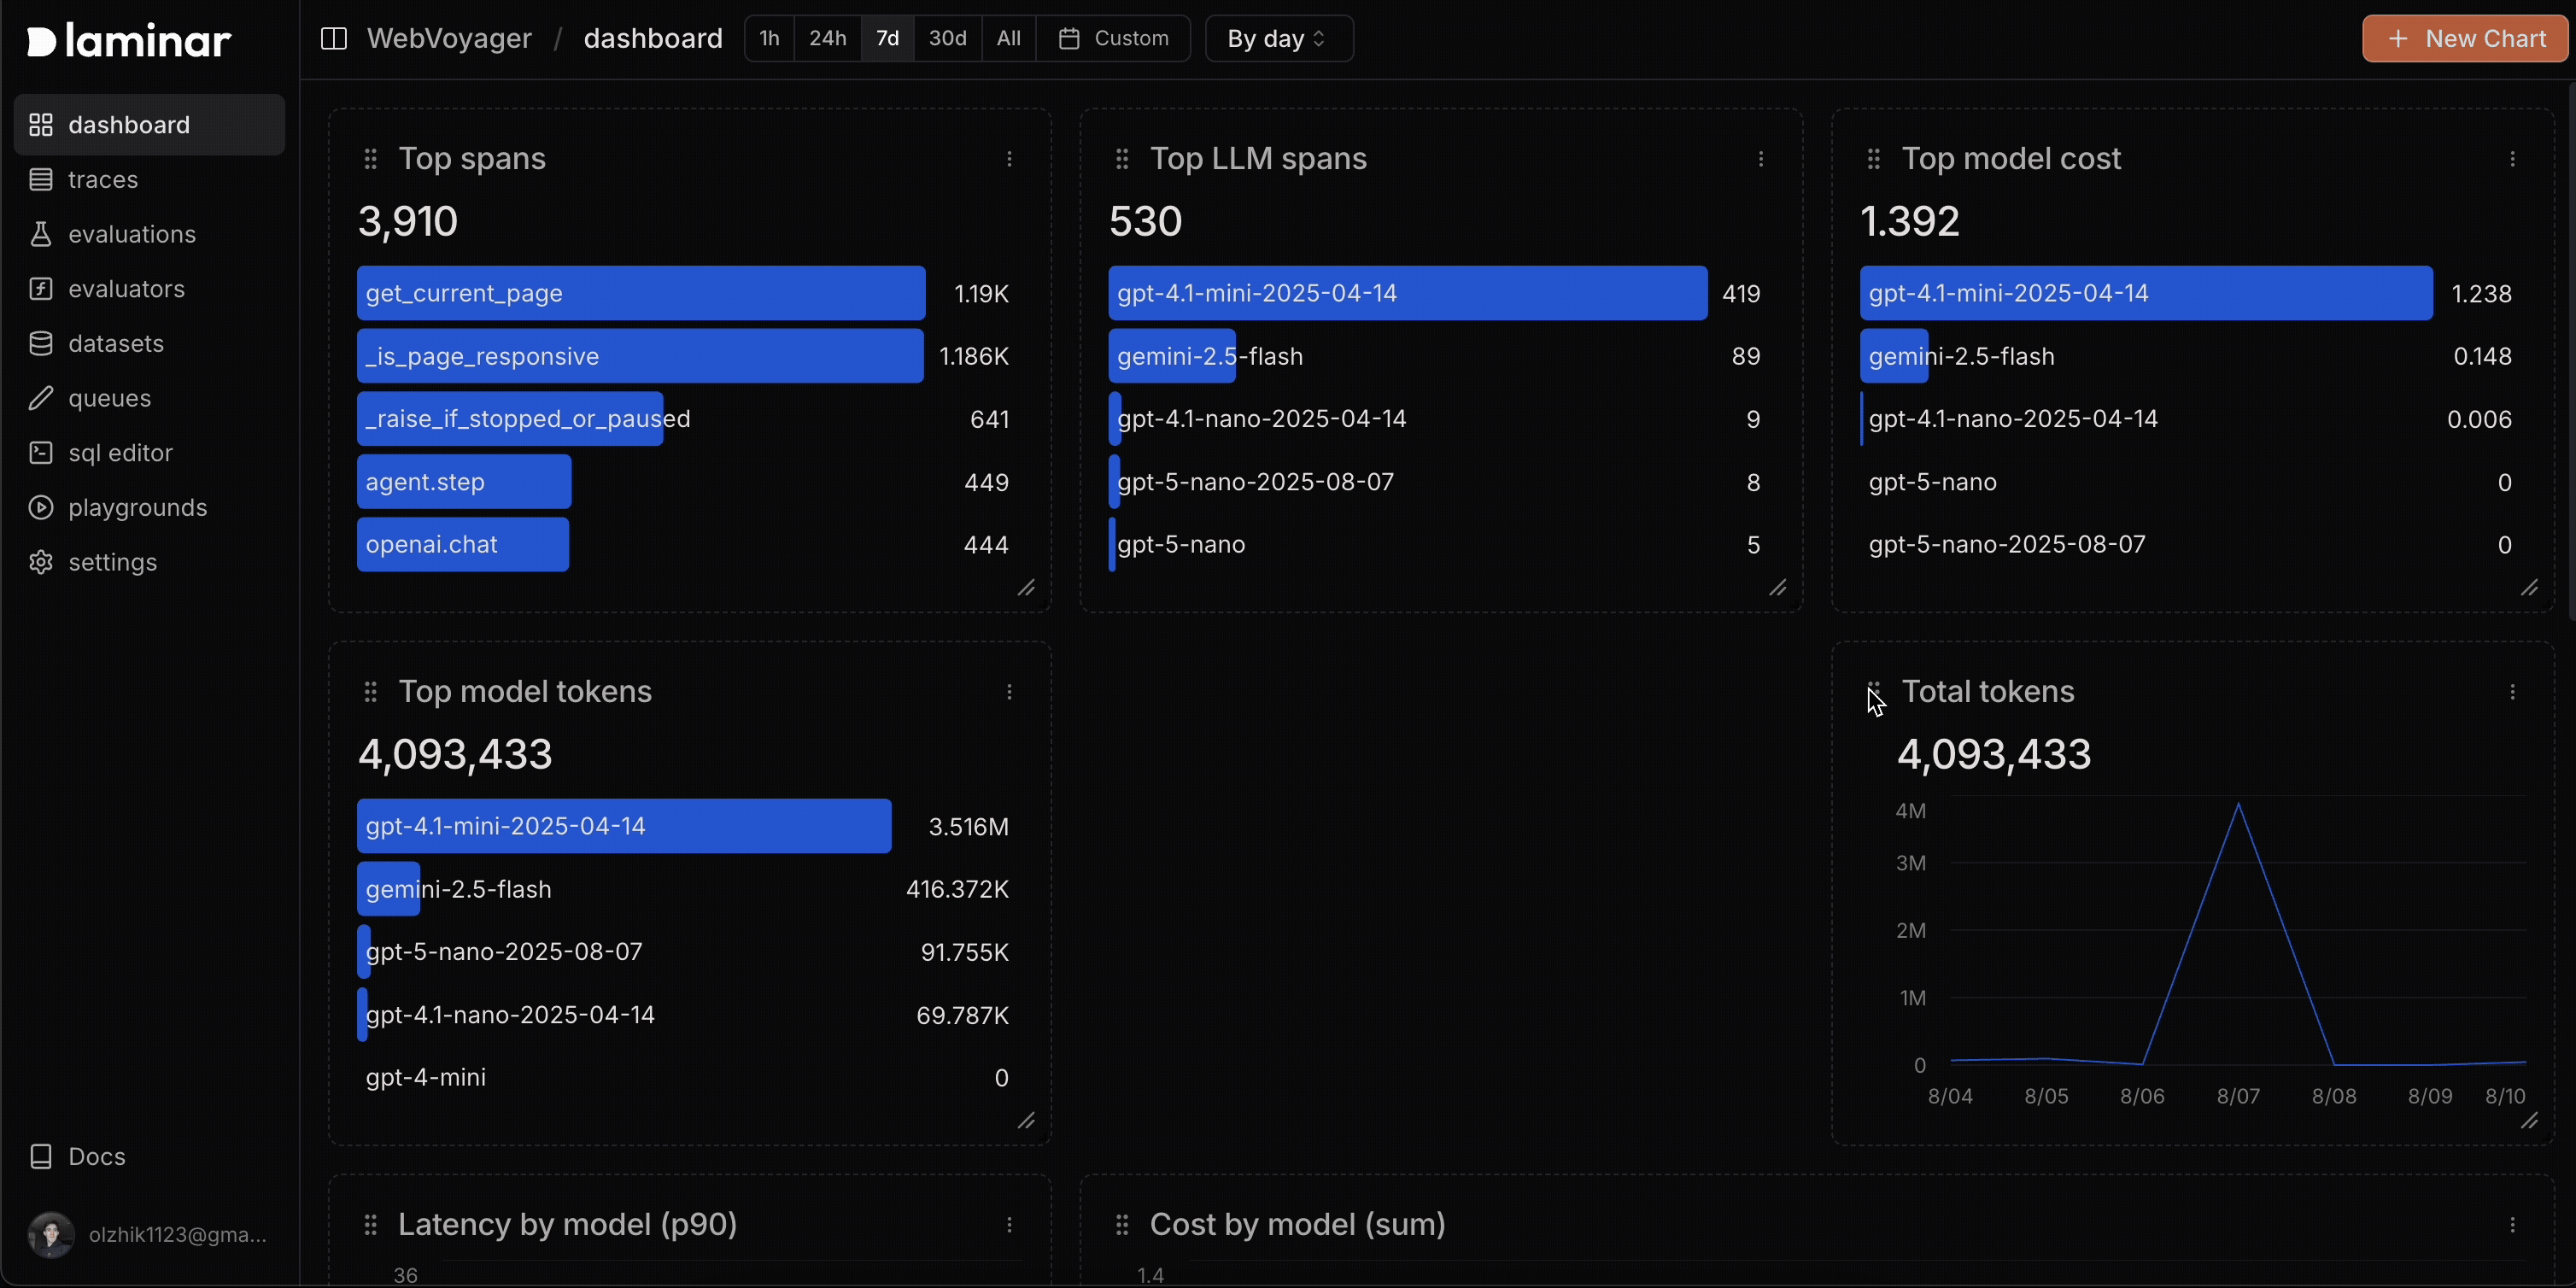 laminar
WebVoyager / dashboard
1h 24h 7d 30d All Custom
By day
+ New Chart
dashboard
traces
evaluations
evaluators
datasets
queues
sql editor
playgrounds
settings
Docs
olzhik1123@gma...
Top spans
3,910
get_current_page 1.19K
_is_page_responsive 1.186K
_raise_if_stopped_or_paused 641
agent.step 449
openai.chat 444
Top LLM spans
530
gpt-4.1-mini-2025-04-14 419
gemini-2.5-flash 89
gpt-4.1-nano-2025-04-14 9
gpt-5-nano-2025-08-07 8
gpt-5-nano 5
Top model cost
1.392
gpt-4.1-mini-2025-04-14 1.238
gemini-2.5-flash 0.148
gpt-4.1-nano-2025-04-14 0.006
gpt-5-nano 0
gpt-5-nano-2025-08-07 0
Top model tokens
4,093,433
gpt-4.1-mini-2025-04-14 3.516M
gemini-2.5-flash 416.372K
gpt-5-nano-2025-08-07 91.755K
gpt-4.1-nano-2025-04-14 69.787K
gpt-4-mini 0
Total tokens
4,093,433
4M
3M
2M
1M
0
8/04 8/05 8/06 8/07 8/08 8/09 8/10
Latency by model (p90)
36
Cost by model (sum)
1.4